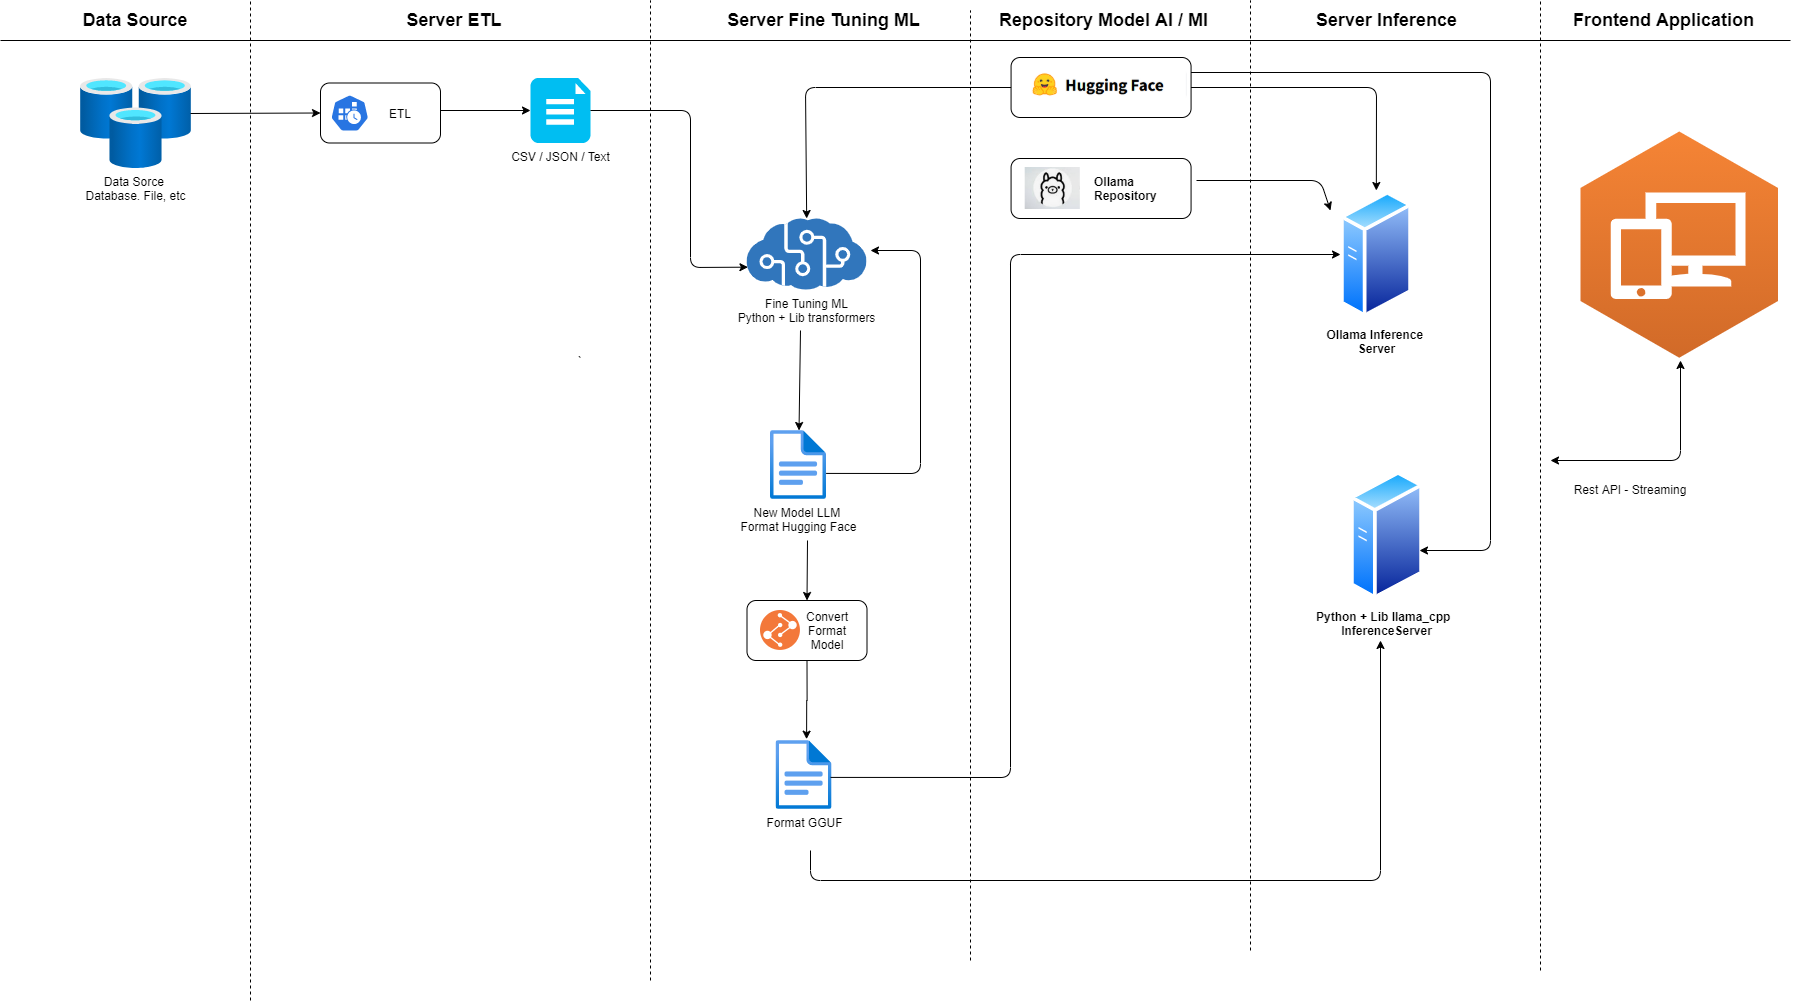 Data Source
Server ETL
Server Fine Tuning ML
Repository Model AI / MI
Server Inference
Frontend Application
Data Sorce
Database. File, etc
ETL
CSV / JSON / Text
Hugging Face
Ollama
Repository
Fine Tuning ML
Python + Lib transformers
Ollama Inference
Server
New Model LLM
Format Hugging Face
Rest API - Streaming
Convert
Format
Model
Python + Lib llama_cpp
InferenceServer
Format GGUF